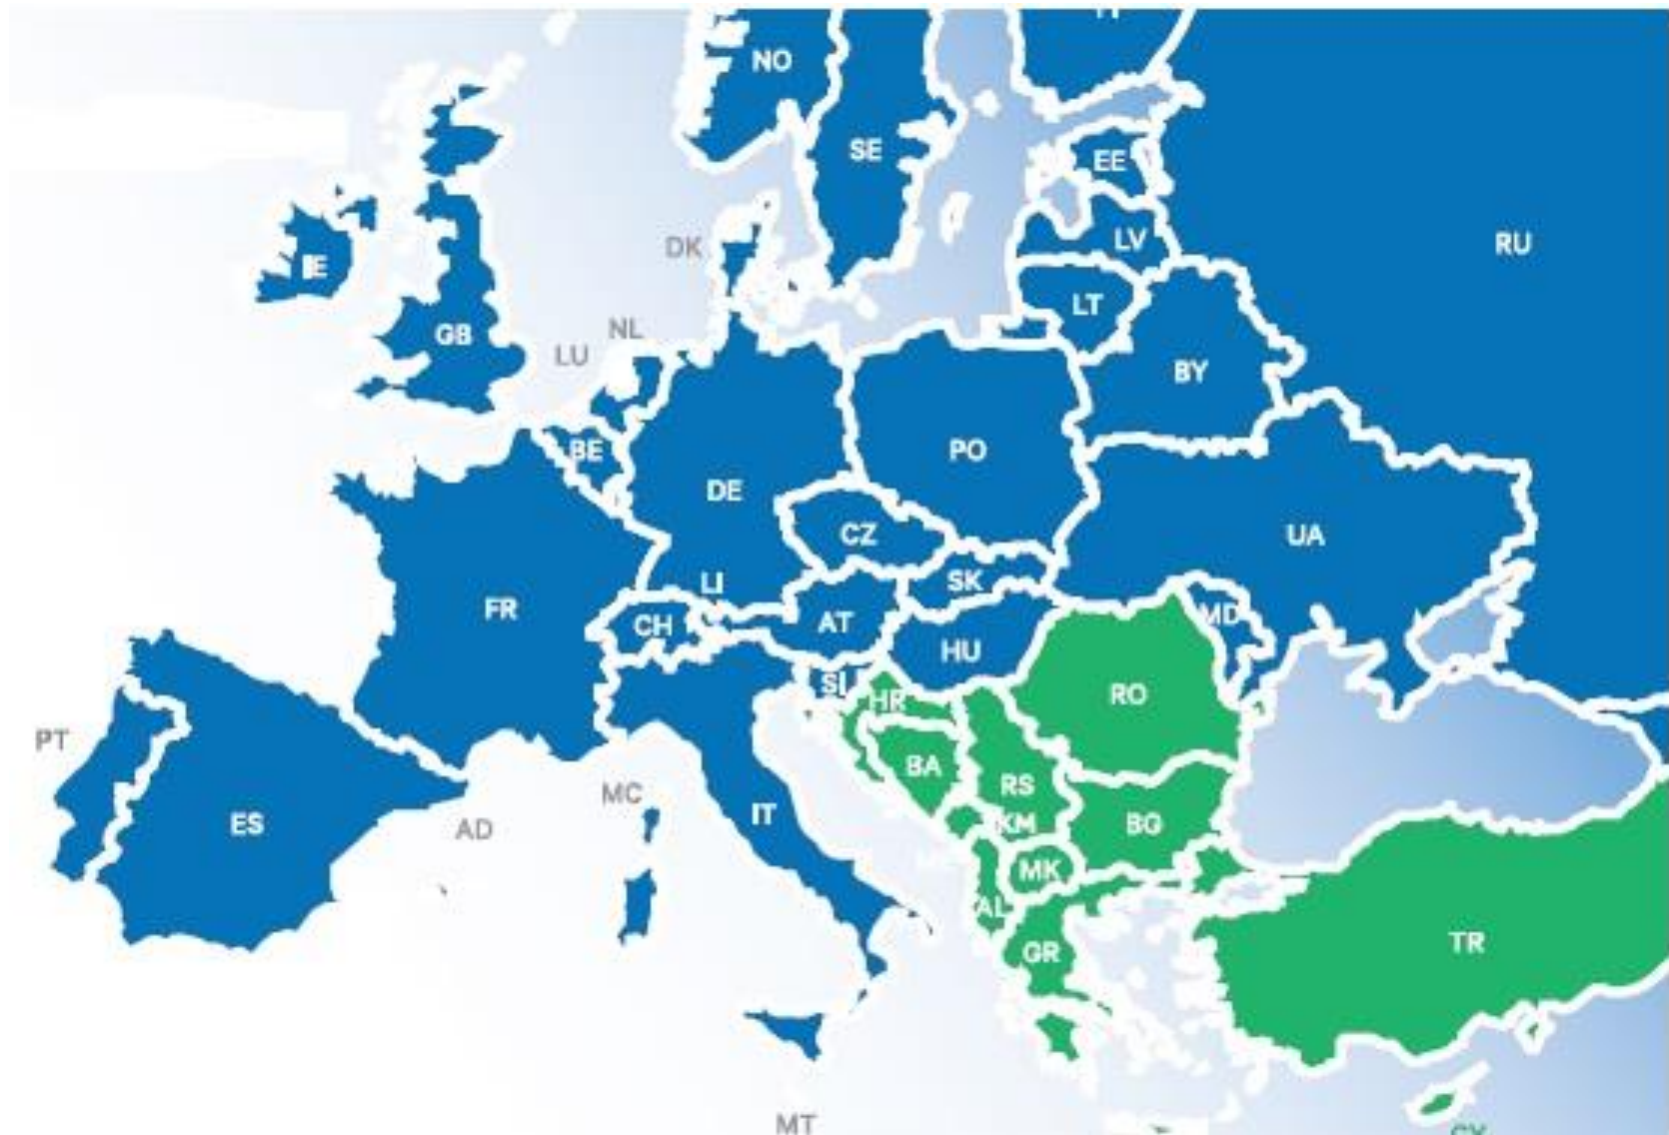 NO
SE
EE
LV
RU
DK
IE
LT
GB
NL
LU
BY
BE
PO
DE
CZ
UA
SK
LI
FR
CH
AT
MD
HU
SI
HR
RO
PT
BA
RS
MC
IT
ES
AD
KM
BG
MK
AL
GR
TR
MT